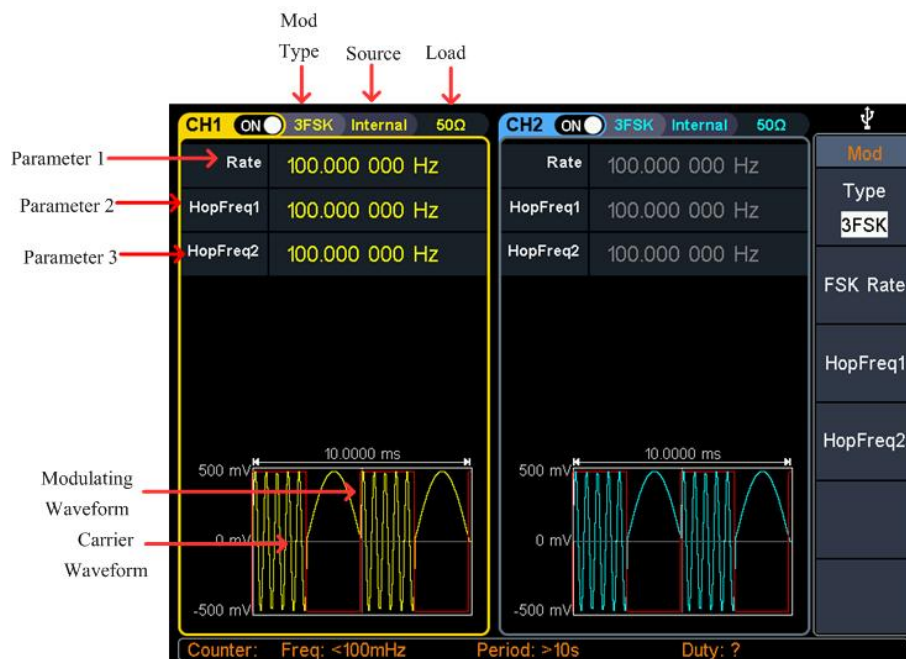 Mod
Type
Source
Load
CH1 ON 3FSK Internal 50Ω
CH2 ON 3FSK Internal 50Ω
Parameter 1
Rate 100.000 000 Hz
Rate 100.000 000 Hz
Mod
Parameter 2
HopFreq1 100.000 000 Hz
HopFreq1 100.000 000 Hz
Type
3FSK
Parameter 3
HopFreq2 100.000 000 Hz
HopFreq2 100.000 000 Hz
FSK Rate
HopFreq1
HopFreq2
10.0000 ms
500 mV
0 mV
-500 mV
10.0000 ms
500 mV
0 mV
-500 mV
Modulating
Waveform
Carrier
Waveform
Counter: Freq: <100mHz Period: >10s Duty: ?